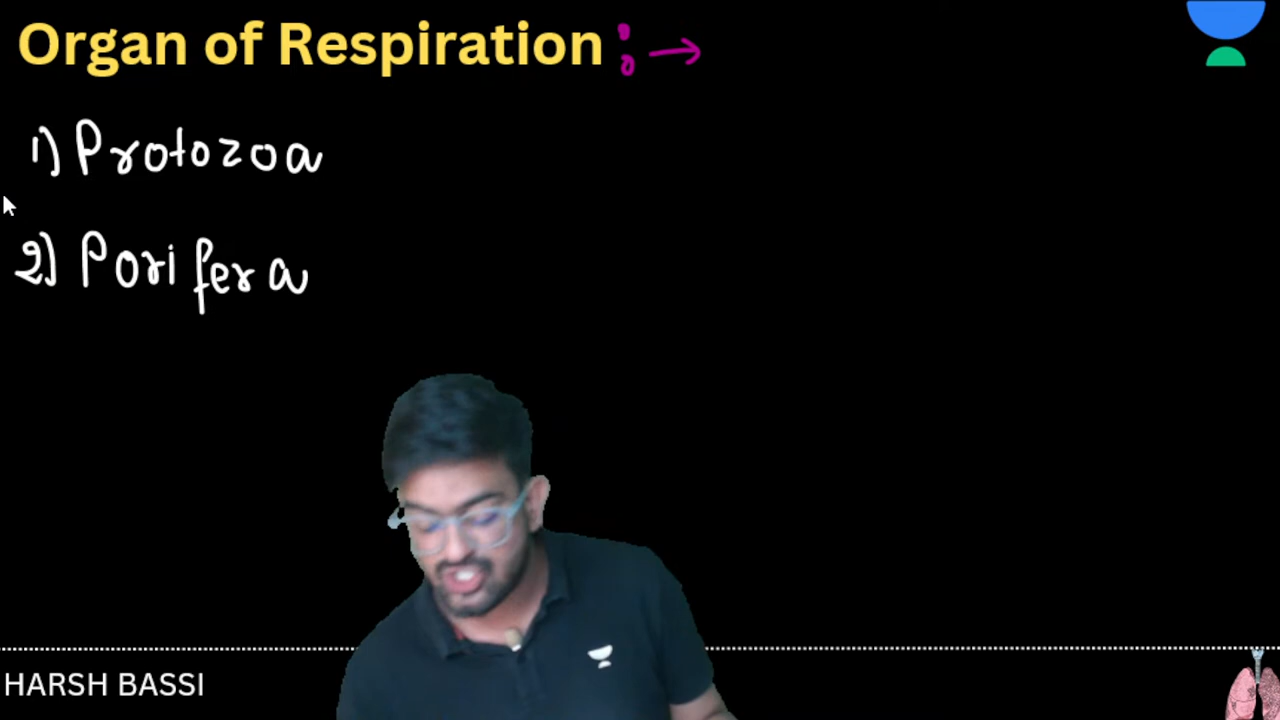 Organ of Respiration :→
1) Protozoa
2) Porifera
HARSH BASSI